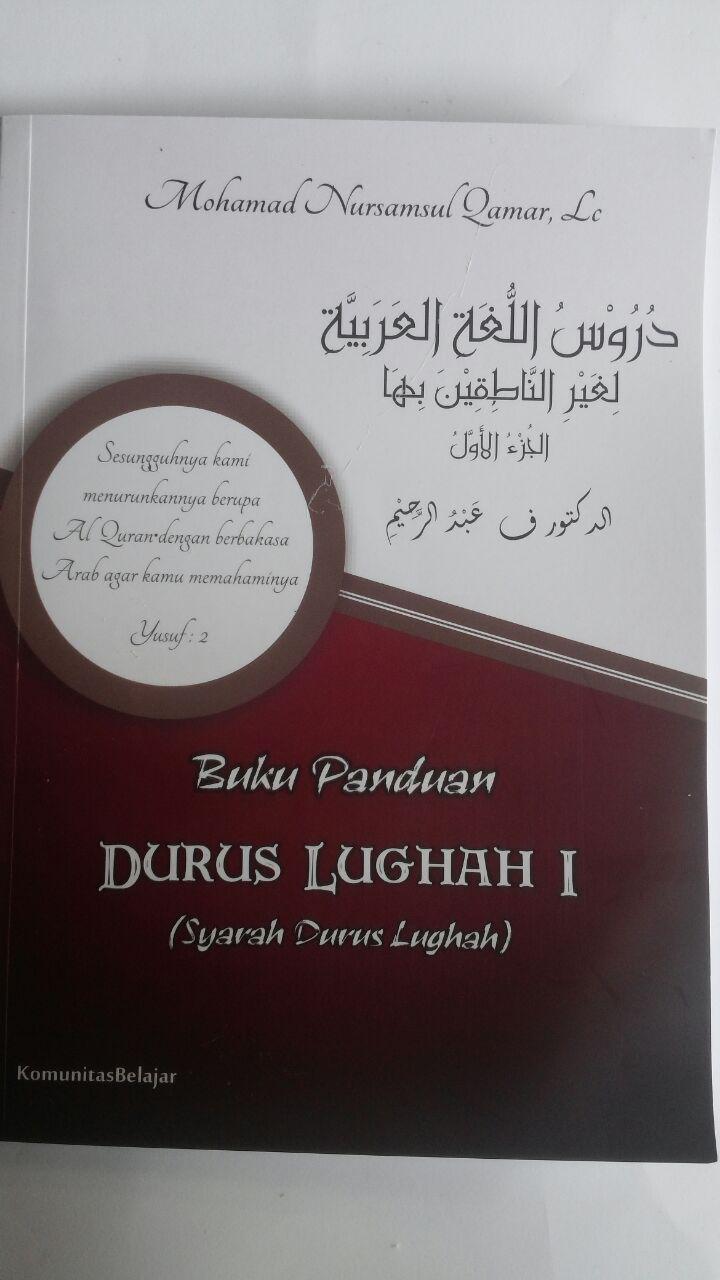 Mohamad Nursamsul Qamar, Lc
دُرُوْسُ اللُّغَةِ العَرَبِيَّةِ
لِغَيْرِ النَّاطِقِيْنَ بِهَا
الجُزْءُ الأَوَّلُ
الدكتور ف عَبْدُ الرَّحِيْمِ
Sesungguhnya kami
menurunkannya berupa
Al Quran dengan berbakasa
Arab agar kamu memahaminya
Yusuf : 2
Buku Panduan
DURUS LUGHAH I
(Syarah Durus Lughah)
KomunitasBelajar